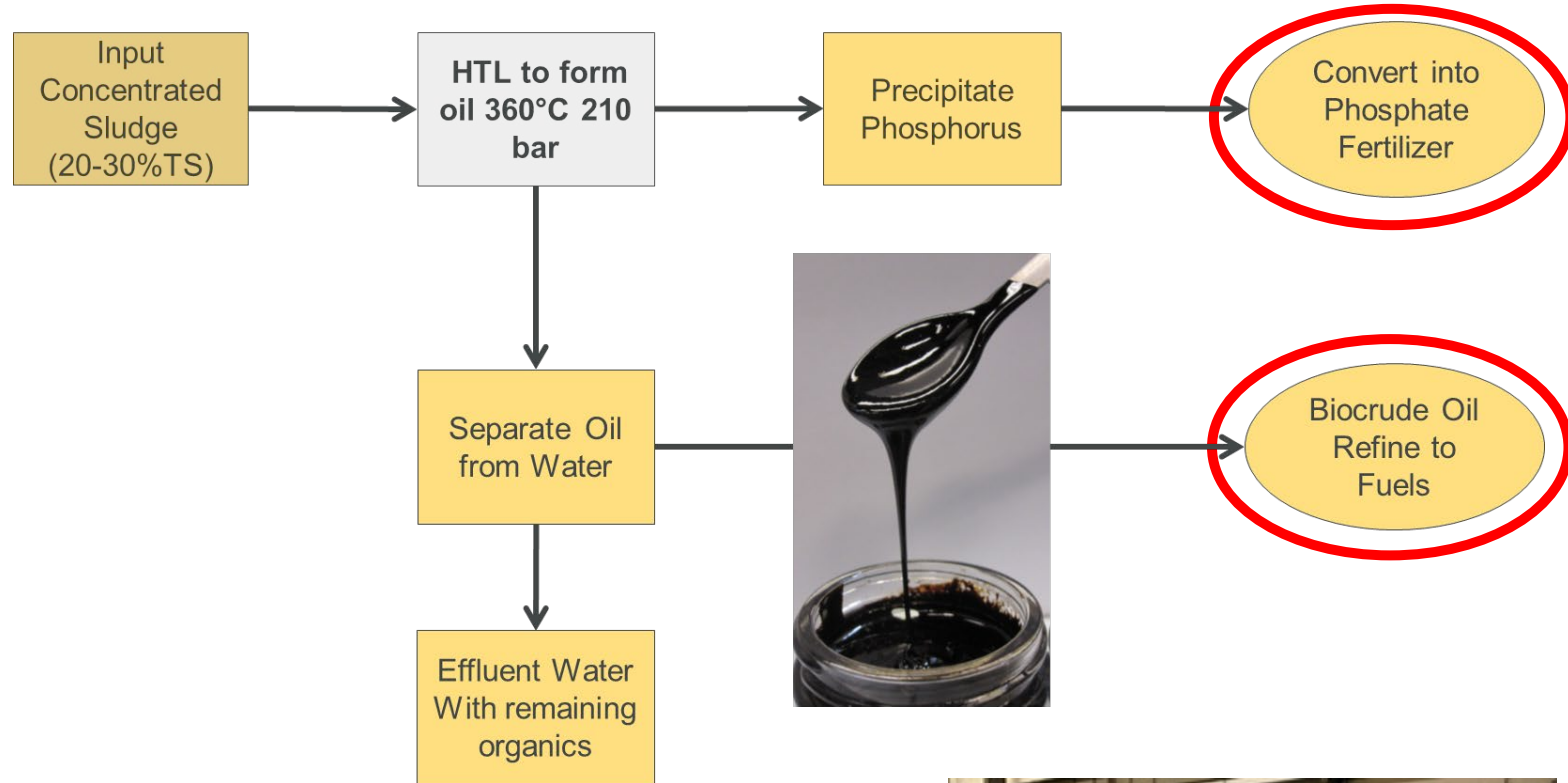 Input
Concentrated
Sludge
(20-30%TS)
HTL to form
oil 360°C 210
bar
Precipitate
Phosphorus
Convert into
Phosphate
Fertilizer
Separate Oil
from Water
Biocrude Oil
Refine to
Fuels
Effluent Water
With remaining
organics